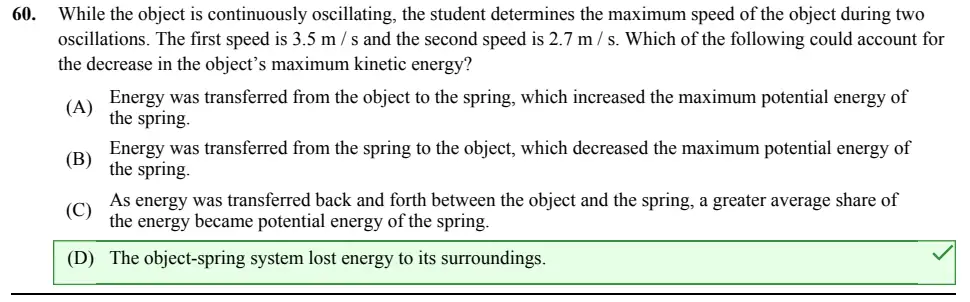 60. While the object is continuously oscillating, the student determines the maximum speed of the object during two
oscillations. The first speed is 3.5 m / s and the second speed is 2.7 m / s. Which of the following could account for
the decrease in the object's maximum kinetic energy?
(A) Energy was transferred from the object to the spring, which increased the maximum potential energy of
the spring.
(B) Energy was transferred from the spring to the object, which decreased the maximum potential energy of
the spring.
(C) As energy was transferred back and forth between the object and the spring, a greater average share of
the energy became potential energy of the spring.
(D) The object-spring system lost energy to its surroundings.